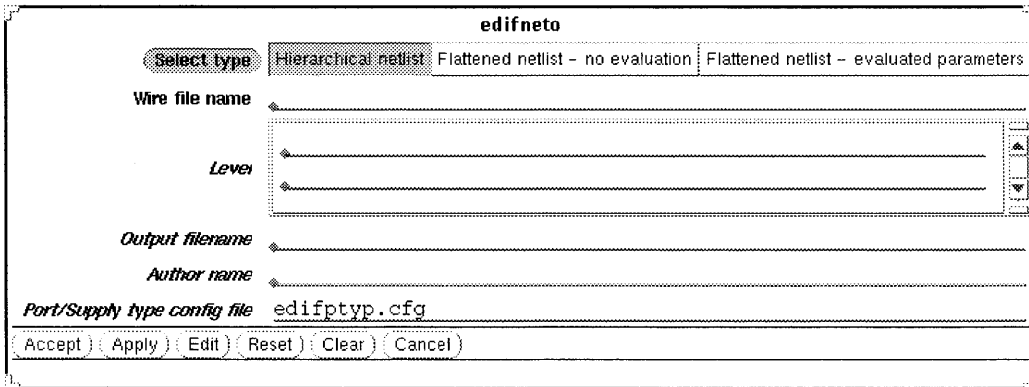 edifneto
Select type Hierarchical netlist Flattened netlist – no evaluation Flattened netlist – evaluated parameters
Wire file name
Level
Output filename
Author name
Port/Supply type config file edifptyp.cfg
Accept Apply Edit Reset Clear Cancel